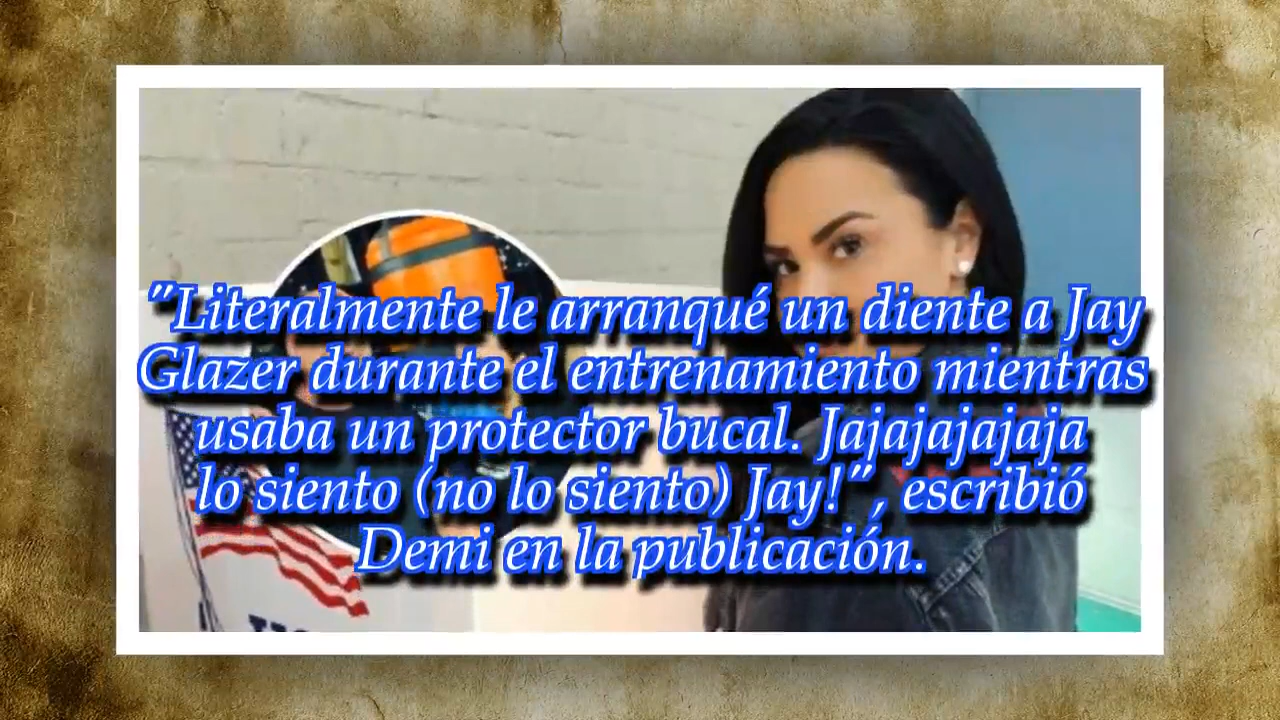 "Literalmente le arranqué un diente a Jay
Glazer durante el entrenamiento mientras
usaba un protector bucal. Jajajajajaja
lo siento (no lo siento) Jay!", escribió
Demi en la publicación.